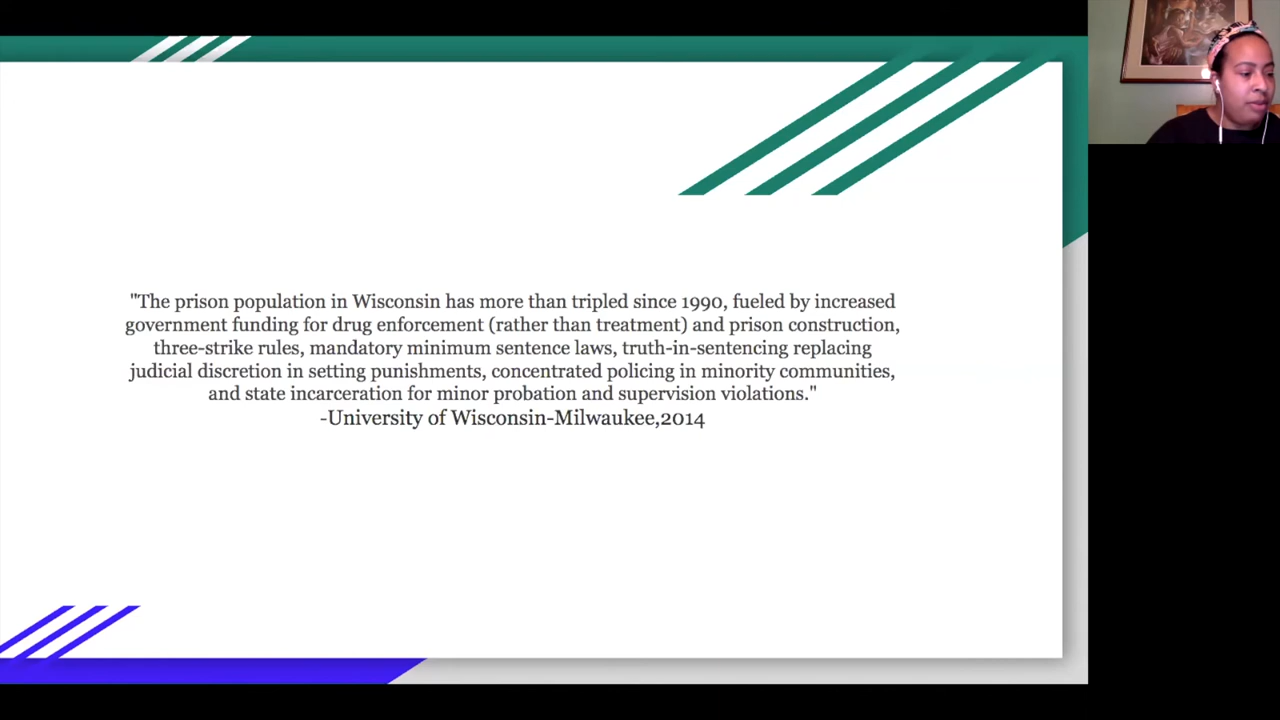 "The prison population in Wisconsin has more than tripled since 1990, fueled by increased
government funding for drug enforcement (rather than treatment) and prison construction,
three-strike rules, mandatory minimum sentence laws, truth-in-sentencing replacing
judicial discretion in setting punishments, concentrated policing in minority communities,
and state incarceration for minor probation and supervision violations."
-University of Wisconsin-Milwaukee,2014